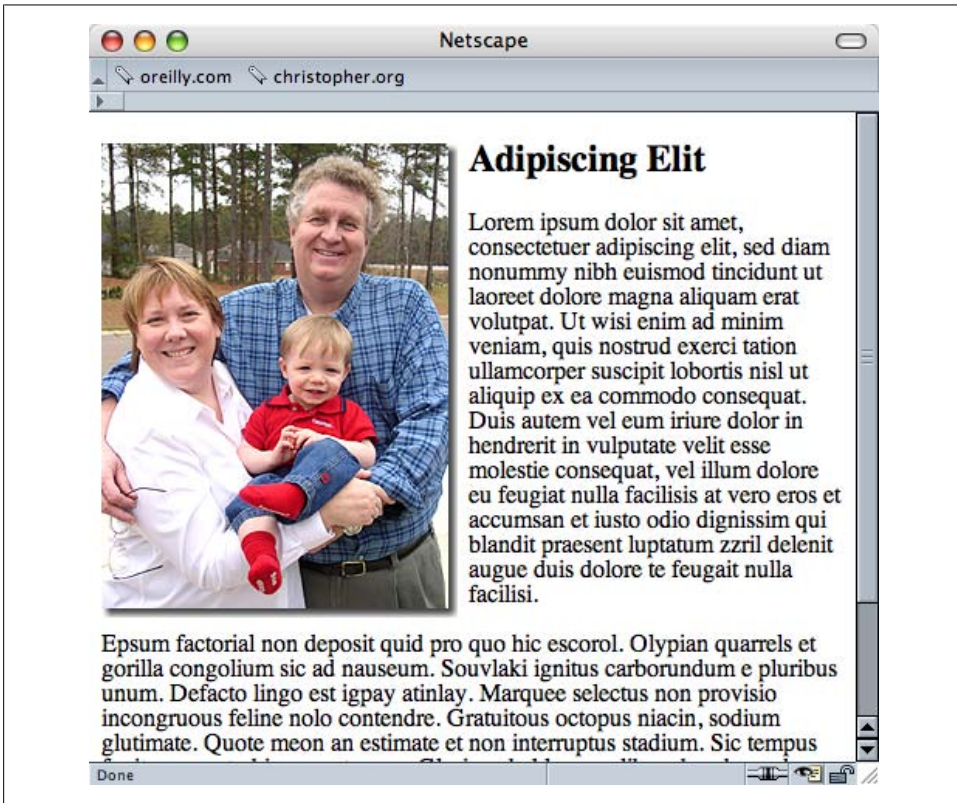 Netscape
oreilly.com christopher.org
Adipiscing Elit
Lorem ipsum dolor sit amet,
consectetuer adipiscing elit, sed diam
nonummy nibh euismod tincidunt ut
laoreet dolore magna aliquam erat
volutpat. Ut wisi enim ad minim
veniam, quis nostrud exerci tation
ullamcorper suscipit lobortis nisl ut
aliquip ex ea commodo consequat.
Duis autem vel eum iriure dolor in
hendrerit in vulputate velit esse
molestie consequat, vel illum dolore
eu feugiat nulla facilisis at vero eros et
accumsan et iusto odio dignissim qui
blandit praesent luptatum zzril delenit
augue duis dolore te feugait nulla
facilisi.
Epsum factorial non deposit quid pro quo hic escorol. Olypian quarrels et
gorilla congolium sic ad nauseum. Souvlaki ignitus carborundum e pluribus
unum. Defacto lingo est igpay atinlay. Marquee selectus non provisio
incongruous feline nolo contendre. Gratuitous octopus niacin, sodium
glutimate. Quote meon an estimate et non interruptus stadium. Sic tempus
Done